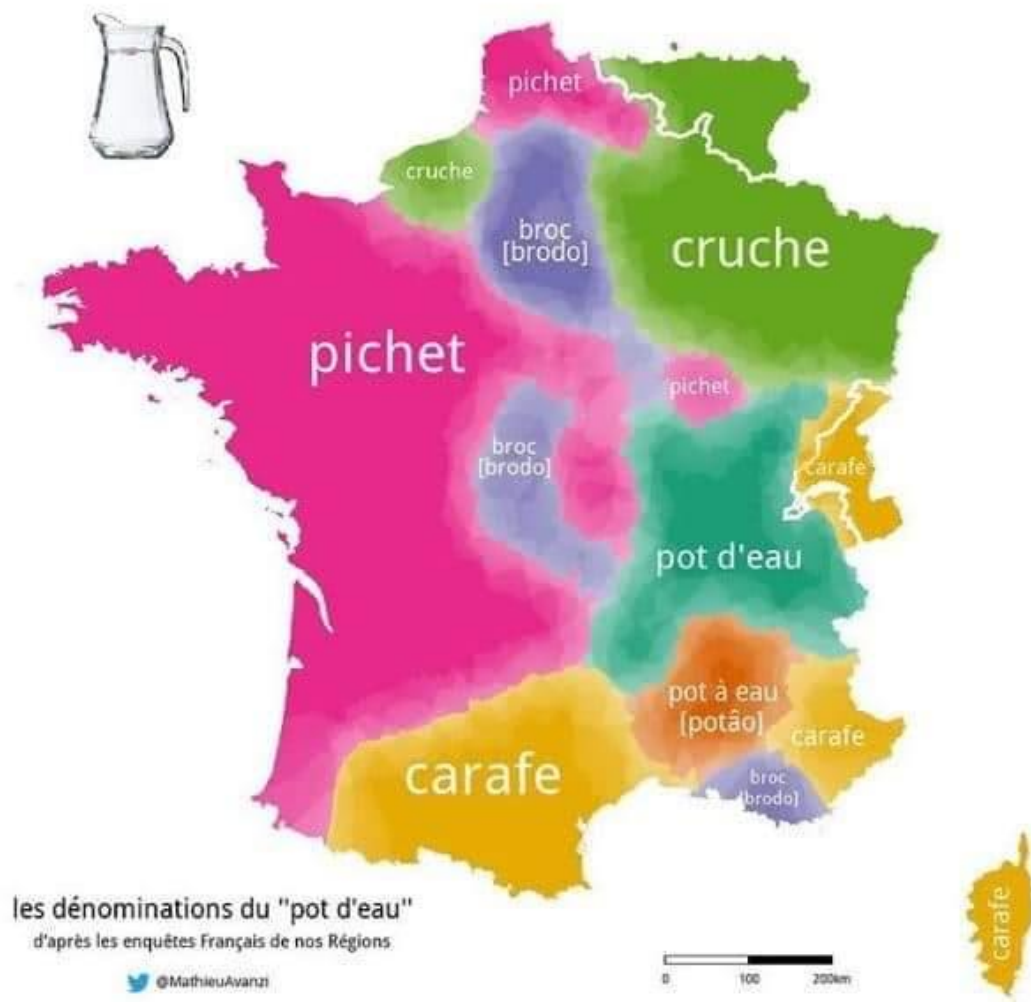 pichet
cruche
broc
[brodo]
cruche
pichet
pichet
broc
[brodo]
carafe
pot d'eau
pot à eau
[potão]
carafe
carafe
broc
[brodo]
carafe
les dénominations du "pot d'eau"
d'après les enquêtes Français de nos Régions
@MathieuAvanzi
0 100 200km